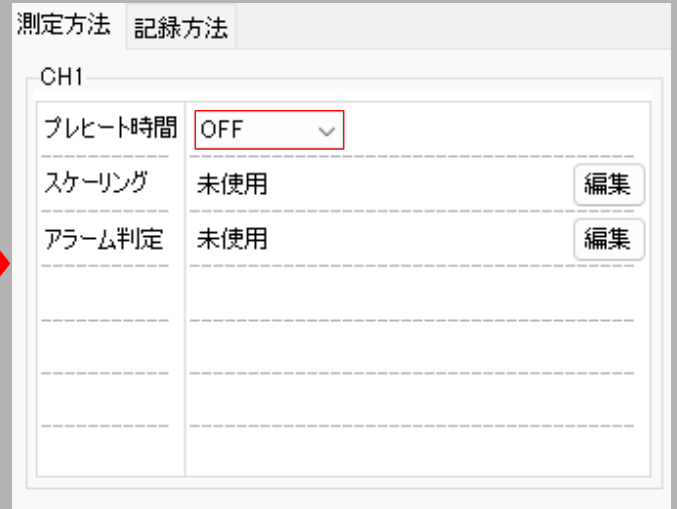 測定方法 記録方法
CH1
プレヒート時間 OFF
スケーリング 未使用 編集
アラーム判定 未使用 編集